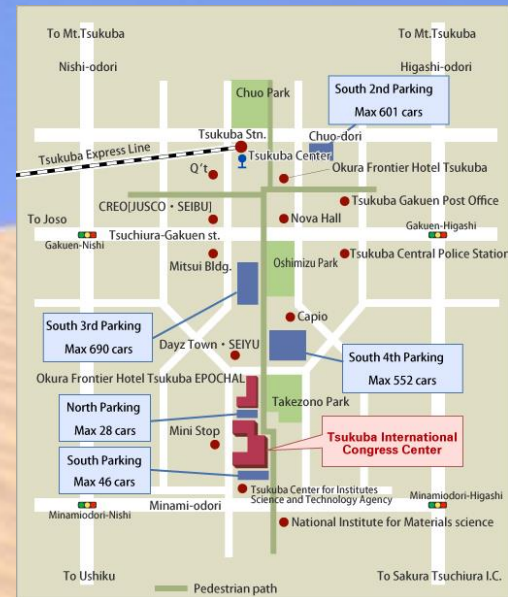 To Mt.Tsukuba
To Mt.Tsukuba
Nishi-odori
Higashi-odori
South 2nd Parking
Max 601 cars
Chuo Park
Tsukuba Stn.
Chuo-dori
Tsukuba Express Line
Tsukuba Center
Q't
Okura Frontier Hotel Tsukuba
CREO[JUSCO・SEIBU]
Tsukuba Gakuen Post Office
To Joso
Nova Hall
Gakuen-Nishi
Tsuchiura-Gakuen st.
Gakuen-Higashi
Mitsui Bldg.
Oshimizu Park
Tsukuba Central Police Station
South 3rd Parking
Max 690 cars
Capio
Dayz Town・SEIYU
South 4th Parking
Max 552 cars
Okura Frontier Hotel Tsukuba EPOCHAL
North Parking
Max 28 cars
Takezono Park
Mini Stop
Tsukuba International
Congress Center
South Parking
Max 46 cars
Tsukuba Center for Institutes
Science and Technology Agency
Minamiodori-Nishi
Minami-odori
Minamiodori-Higashi
National Institute for Materials science
To Ushiku
To Sakura Tsuchiura I.C.
Pedestrian path